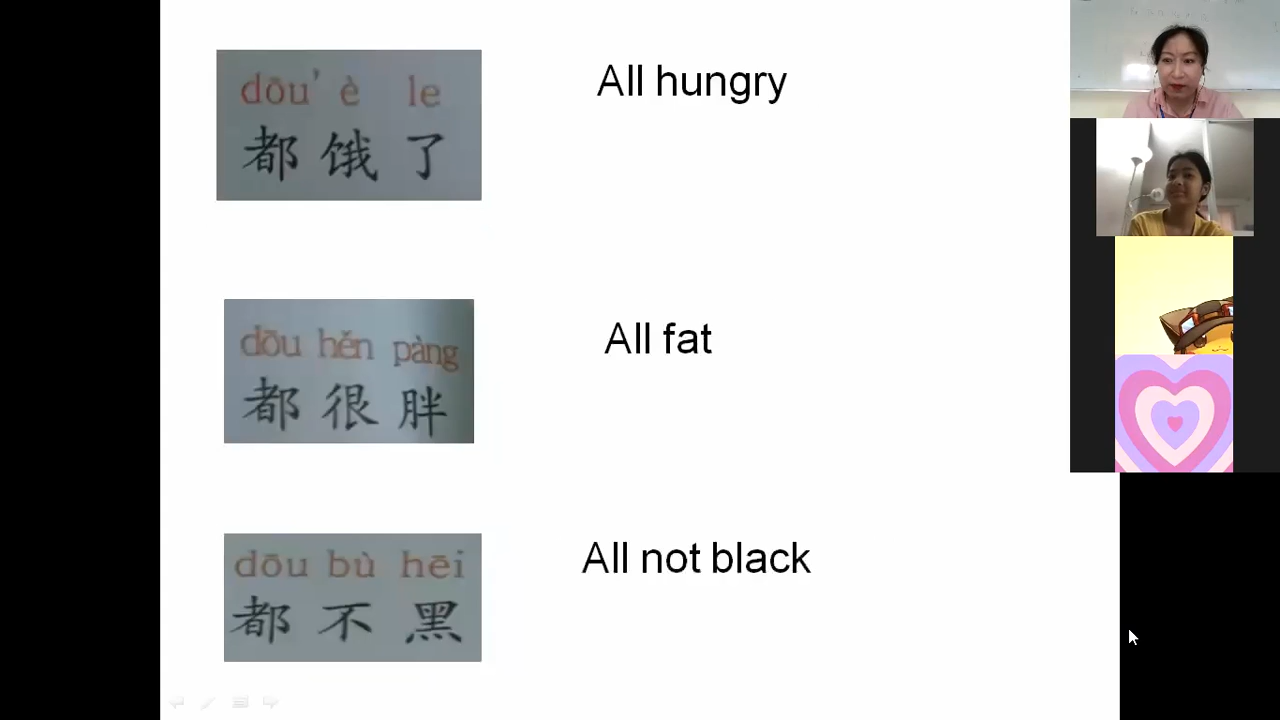 dōu’ è le
都 饿 了
All hungry
dōu hěn pàng
都 很 胖
All fat
dōu bù hēi
都 不 黑
All not black